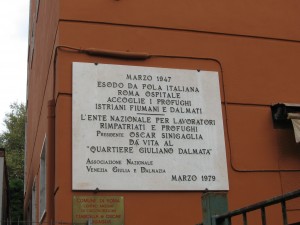 MARZO 1947
ESODO DA POLA ITALIANA
ROMA OSPITALE
ACCOGLIE I PROFUGHI
ISTRIANI FIUMANI E DALMATI
L'ENTE NAZIONALE PER LAVORATORI
RIMPATRIATI E PROFUGHI
PRESIDENTE OSCAR SINIGAGLIA
DA VITA AL
"QUARTIERE GIULIANO DALMATA"
ASSOCIAZIONE NAZIONALE
VENEZIA GIULIA E DALMAZIA
MARZO 1979